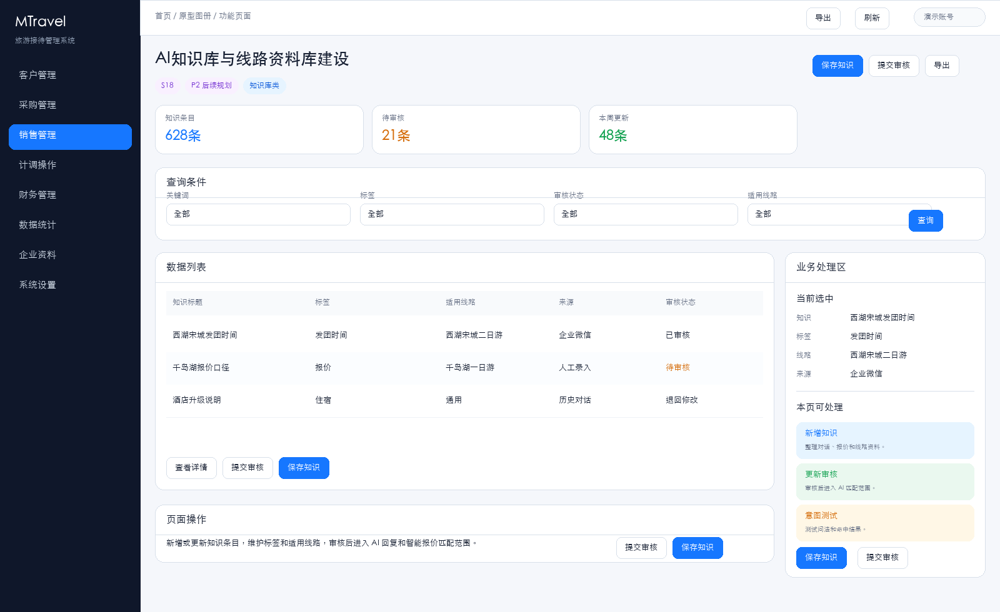 MTravel
旅游接待管理系统
客户管理
采购管理
销售管理
计调操作
财务管理
数据统计
企业资料
系统设置
首页 / 原型图册 / 功能页面
导出
刷新
演示账号
AI知识库与线路资料库建设
保存知识
提交审核
导出
S18
P2 后续规划
知识库类
知识条目
628条
待审核
21条
本周更新
48条
查询条件
关键词
标签
审核状态
适用线路
全部
全部
全部
全部
查询
数据列表
知识标题 标签 适用线路 来源 审核状态
西湖宋城发团时间 发团时间 西湖宋城二日游 企业微信 已审核
千岛湖报价口径 报价 千岛湖一日游 人工录入 待审核
酒店升级说明 住宿 通用 历史对话 退回修改
查看详情
提交审核
保存知识
页面操作
新增或更新知识条目，维护标签和适用线路，审核后进入 AI 回复和智能报价匹配范围。
提交审核
保存知识
业务处理区
当前选中
知识 西湖宋城发团时间
标签 发团时间
线路 西湖宋城二日游
来源 企业微信
本页可处理
新增知识
整理对话、报价和线路资料。
更新审核
审核后进入 AI 匹配范围。
意图测试
测试问法和命中结果。
保存知识
提交审核